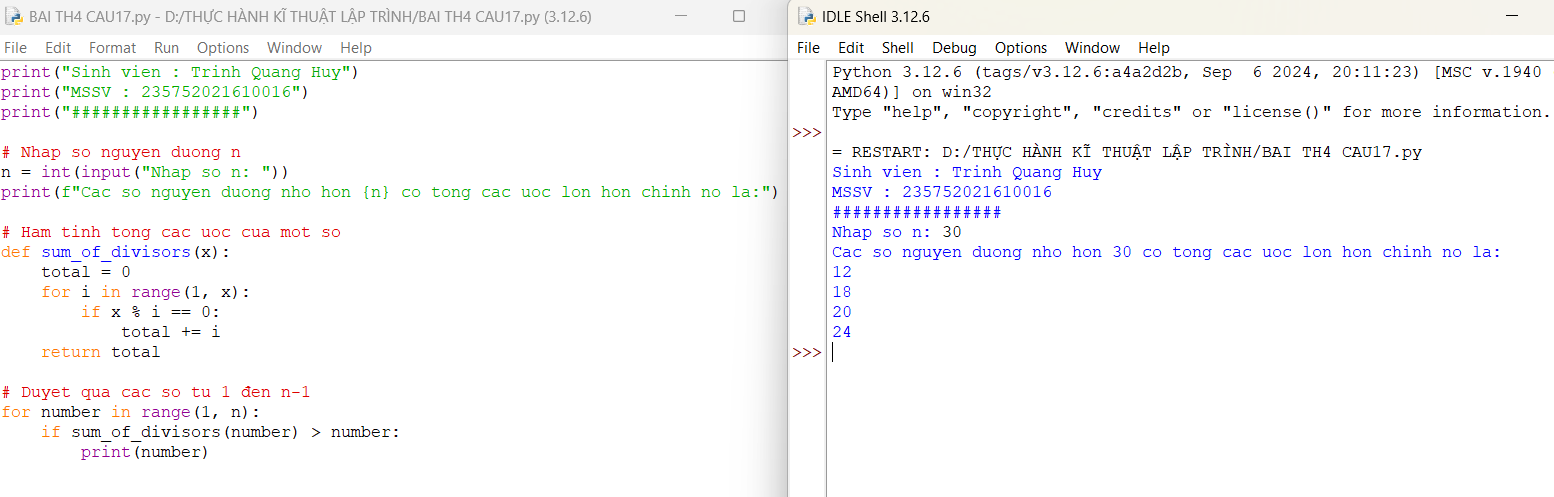 BAI TH4 CAU17.py - D:/THỰC HÀNH KĨ THUẬT LẬP TRÌNH/BAI TH4 CAU17.py (3.12.6)
File Edit Format Run Options Window Help
print("Sinh vien : Trinh Quang Huy")
print("MSSV : 235752021610016")
print("#################")
# Nhap so nguyen duong n
n = int(input("Nhap so n: "))
print(f"Cac so nguyen duong nho hon {n} co tong cac uoc lon hon chinh no la:")
# Ham tinh tong cac uoc cua mot so
def sum_of_divisors(x):
    total = 0
    for i in range(1, x):
        if x % i == 0:
            total += i
    return total
# Duyet qua cac so tu 1 đen n-1
for number in range(1, n):
    if sum_of_divisors(number) > number:
        print(number)
IDLE Shell 3.12.6
File Edit Shell Debug Options Window Help
Python 3.12.6 (tags/v3.12.6:a4a2d2b, Sep  6 2024, 20:11:23) [MSC v.1940
AMD64)] on win32
Type "help", "copyright", "credits" or "license()" for more information.
>>>
= RESTART: D:/THỰC HÀNH KĨ THUẬT LẬP TRÌNH/BAI TH4 CAU17.py
Sinh vien : Trinh Quang Huy
MSSV : 235752021610016
#################
Nhap so n: 30
Cac so nguyen duong nho hon 30 co tong cac uoc lon hon chinh no la:
12
18
20
24
>>>